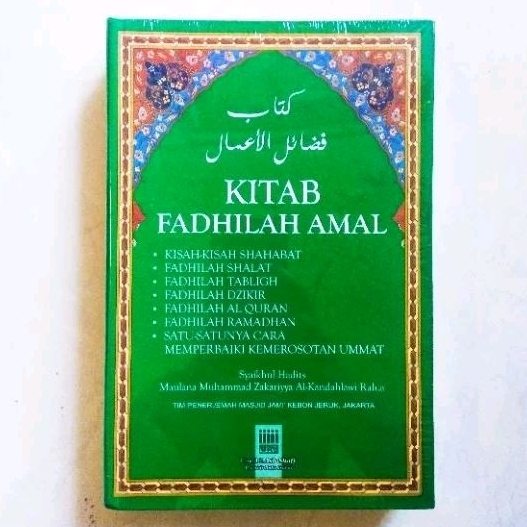 كتاب
فضائل الأعمال
KITAB
FADHILAH AMAL
• KISAH-KISAH SHAHABAT
• FADHILAH SHALAT
• FADHILAH TABLIGH
• FADHILAH DZIKIR
• FADHILAH AL QURAN
• FADHILAH RAMADHAN
• SATU-SATUNYA CARA
MEMPERBAIKI KEMEROSOTAN UMMAT
Syaikhul Hadits
Maulana Muhammad Zakariyya Al-Kandahlawi Rah.a
TIM PENERJEMAH MASJID JAMI' KEBON JERUK, JAKARTA